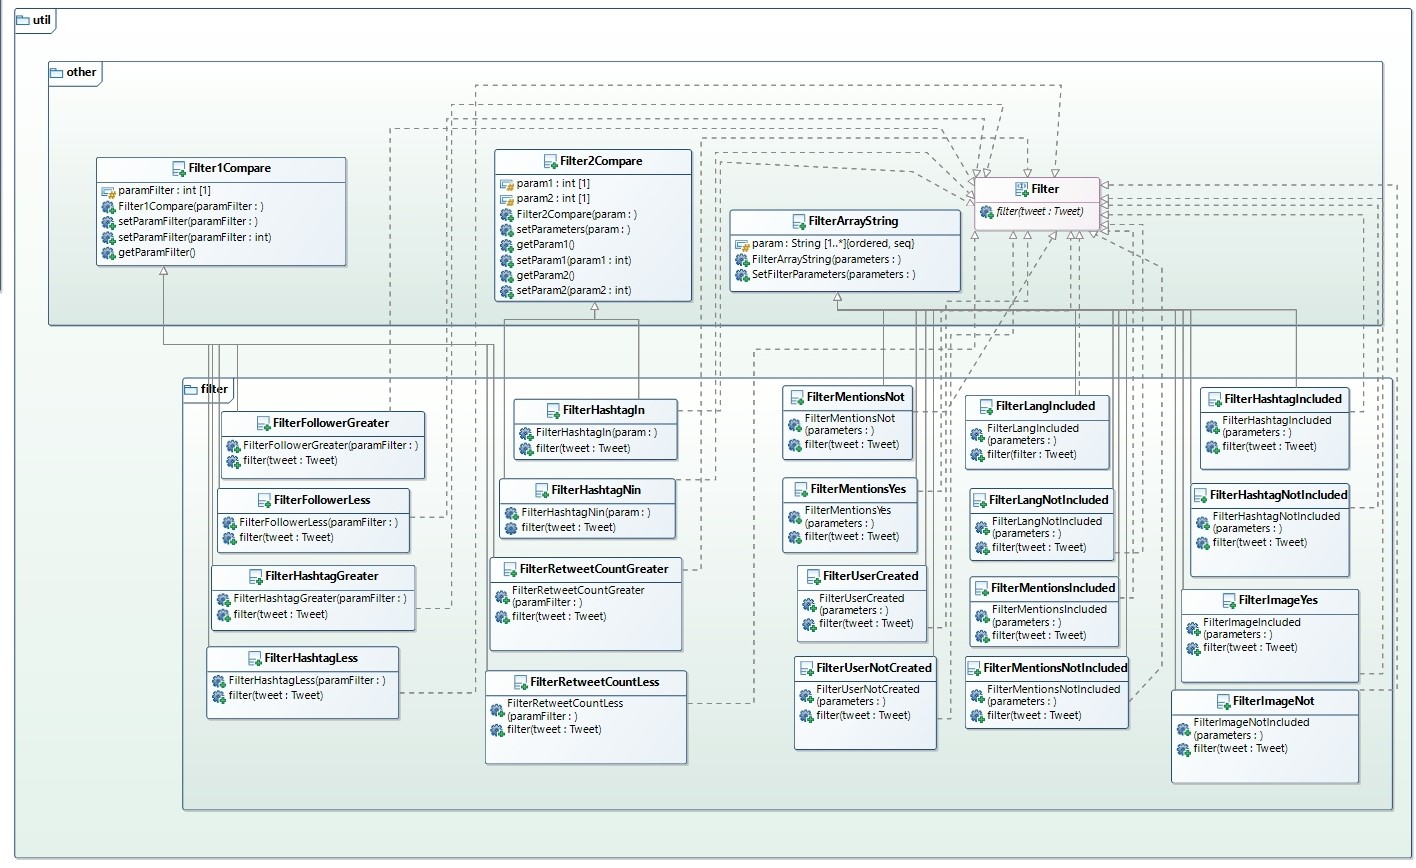 util
other
Filter1Compare
paramFilter : int [1]
Filter1Compare(paramFilter : )
setParamFilter(paramFilter : )
setParamFilter(paramFilter : int)
getParamFilter()
Filter2Compare
param1 : int [1]
param2 : int [1]
Filter2Compare(param : )
setParameters(param : )
getParam1()
setParam1(param1 : int)
getParam2()
setParam2(param2 : int)
FilterArrayString
param : String [1..*]{ordered, seq}
FilterArrayString(parameters : )
SetFilterParameters(parameters : )
Filter
filter(tweet : Tweet)
filter
FilterFollowerGreater
FilterFollowerGreater(paramFilter : )
filter(tweet : Tweet)
FilterFollowerLess
FilterFollowerLess(paramFilter : )
filter(tweet : Tweet)
FilterHashtagGreater
FilterHashtagGreater(paramFilter : )
filter(tweet : Tweet)
FilterHashtagLess
FilterHashtagLess(paramFilter : )
filter(tweet : Tweet)
FilterHashtagIn
FilterHashtagIn(param : )
filter(tweet : Tweet)
FilterHashtagNin
FilterHashtagNin(param : )
filter(tweet : Tweet)
FilterRetweetCountGreater
FilterRetweetCountGreater
(paramFilter : )
filter(tweet : Tweet)
FilterRetweetCountLess
FilterRetweetCountLess
(paramFilter : )
filter(tweet : Tweet)
FilterMentionsNot
FilterMentionsNot
(parameters : )
filter(tweet : Tweet)
FilterMentionsYes
FilterMentionsYes
(parameters : )
filter(tweet : Tweet)
FilterUserCreated
FilterUserCreated
(parameters : )
filter(tweet : Tweet)
FilterUserNotCreated
FilterUserNotCreated
(parameters : )
filter(tweet : Tweet)
FilterLangIncluded
FilterLangIncluded
(parameters : )
filter(filter : Tweet)
FilterLangNotIncluded
FilterLangNotIncluded
(parameters : )
filter(tweet : Tweet)
FilterMentionsIncluded
FilterMentionsIncluded
(parameters : )
filter(tweet : Tweet)
FilterMentionsNotIncluded
FilterMentionsNotIncluded
(parameters : )
filter(tweet : Tweet)
FilterHashtagIncluded
FilterHashtagIncluded
(parameters : )
filter(tweet : Tweet)
FilterHashtagNotIncluded
FilterHashtagNotIncluded
(parameters : )
filter(tweet : Tweet)
FilterImageYes
FilterImageIncluded
(parameters : )
filter(tweet : Tweet)
FilterImageNot
FilterImageNotIncluded
(parameters : )
filter(tweet : Tweet)